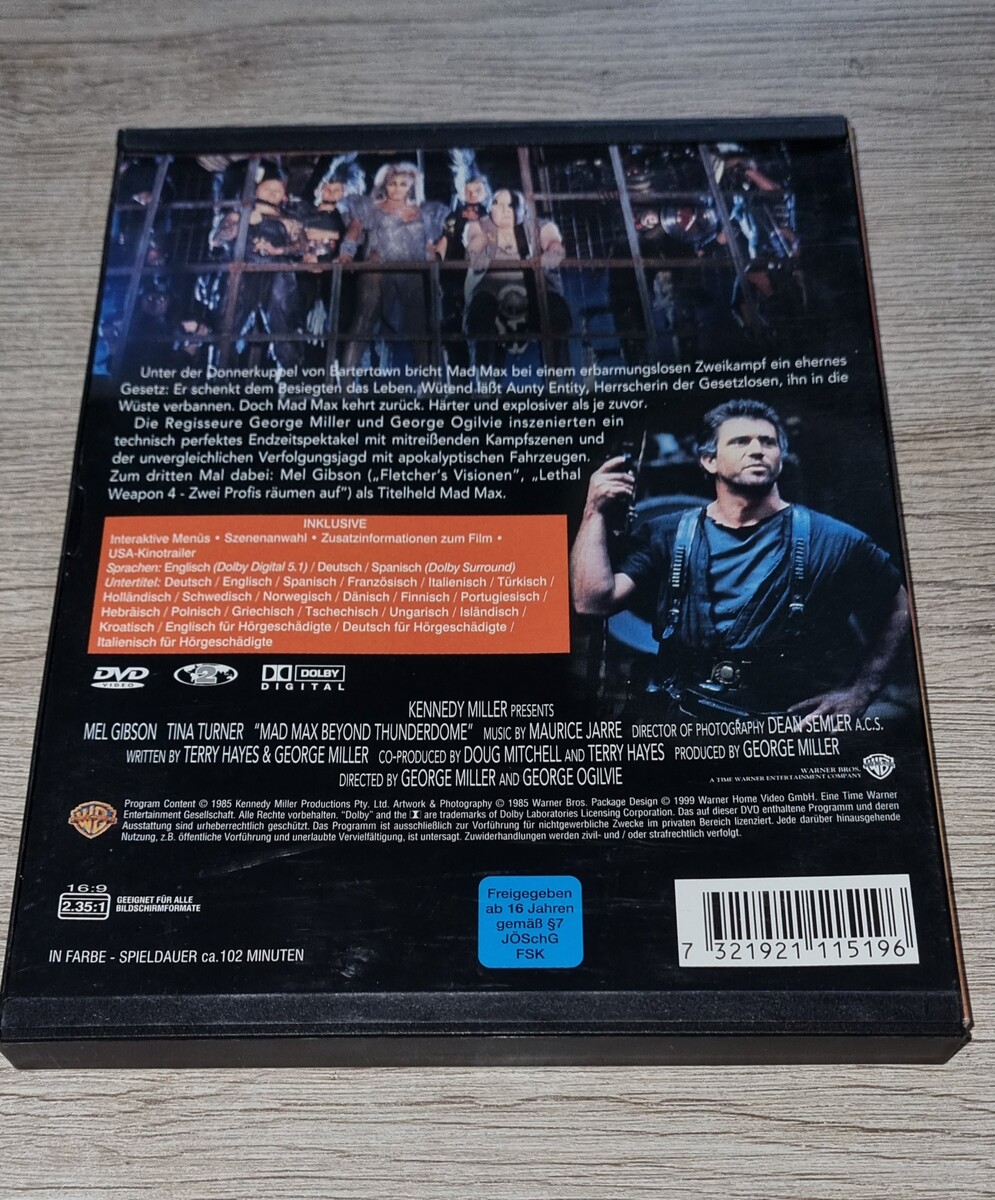 Unter der Donnerkuppel von Bartertown bricht Mad Max bei einem erbarmungslosen Zweikampf ein ehernes
Gesetz: Er schenkt dem Besiegten das Leben. Wütend läßt Aunty Entity, Herrscherin der Gesetzlosen, ihn in die
Wüste verbannen. Doch Mad Max kehrt zurück. Härter und explosiver als je zuvor.
Die Regisseure George Miller und George Ogilvie inszenierten ein
technisch perfektes Endzeitspektakel mit mitreißenden Kampfszenen und
der unvergleichlichen Verfolgungsjagd mit apokalyptischen Fahrzeugen.
Zum dritten Mal dabei: Mel Gibson („Fletcher's Visionen", „Lethal
Weapon 4 - Zwei Profis räumen auf") als Titelheld Mad Max.
INKLUSIVE
Interaktive Menüs • Szenenanwahl • Zusatzinformationen zum Film •
USA-Kinotrailer
Sprachen: Englisch (Dolby Digital 5.1) / Deutsch / Spanisch (Dolby Surround)
Untertitel: Deutsch / Englisch / Spanisch / Französisch / Italienisch / Türkisch /
Holländisch / Schwedisch / Norwegisch / Dänisch / Finnisch / Portugiesisch /
Hebräisch / Polnisch / Griechisch / Tschechisch / Ungarisch / Isländisch /
Kroatisch / Englisch für Hörgeschädigte / Deutsch für Hörgeschädigte /
Italienisch für Hörgeschädigte
DVD VIDEO
2
DOLBY DIGITAL
KENNEDY MILLER PRESENTS
MEL GIBSON TINA TURNER "MAD MAX BEYOND THUNDERDOME" MUSIC BY MAURICE JARRE DIRECTOR OF PHOTOGRAPHY DEAN SEMLER A.C.S.
WRITTEN BY TERRY HAYES & GEORGE MILLER CO-PRODUCED BY DOUG MITCHELL AND TERRY HAYES PRODUCED BY GEORGE MILLER
DIRECTED BY GEORGE MILLER AND GEORGE OGILVIE
WARNER BROS.
A TIME WARNER ENTERTAINMENT COMPANY
Program Content © 1985 Kennedy Miller Productions Pty. Ltd. Artwork & Photography © 1985 Warner Bros. Package Design © 1999 Warner Home Video GmbH. Eine Time Warner
Entertainment Gesellschaft. Alle Rechte vorbehalten. "Dolby" and the are trademarks of Dolby Laboratories Licensing Corporation. Das auf dieser DVD enthaltene Programm und deren
Ausstattung sind urheberrechtlich geschützt. Das Programm ist ausschließlich zur Vorführung für nichtgewerbliche Zwecke im privaten Bereich lizenziert. Jede darüber hinausgehende
Nutzung, z.B. öffentliche Vorführung und unerlaubte Vervielfältigung, ist untersagt. Zuwiderhandlungen werden zivil- und / oder strafrechtlich verfolgt.
16:9
2.35:1
GEEIGNET FÜR ALLE
BILDSCHIRMFORMATE
IN FARBE - SPIELDAUER ca. 102 MINUTEN
Freigegeben
ab 16 Jahren
gemäß §7
JÖSchG
FSK
7 321921 115196